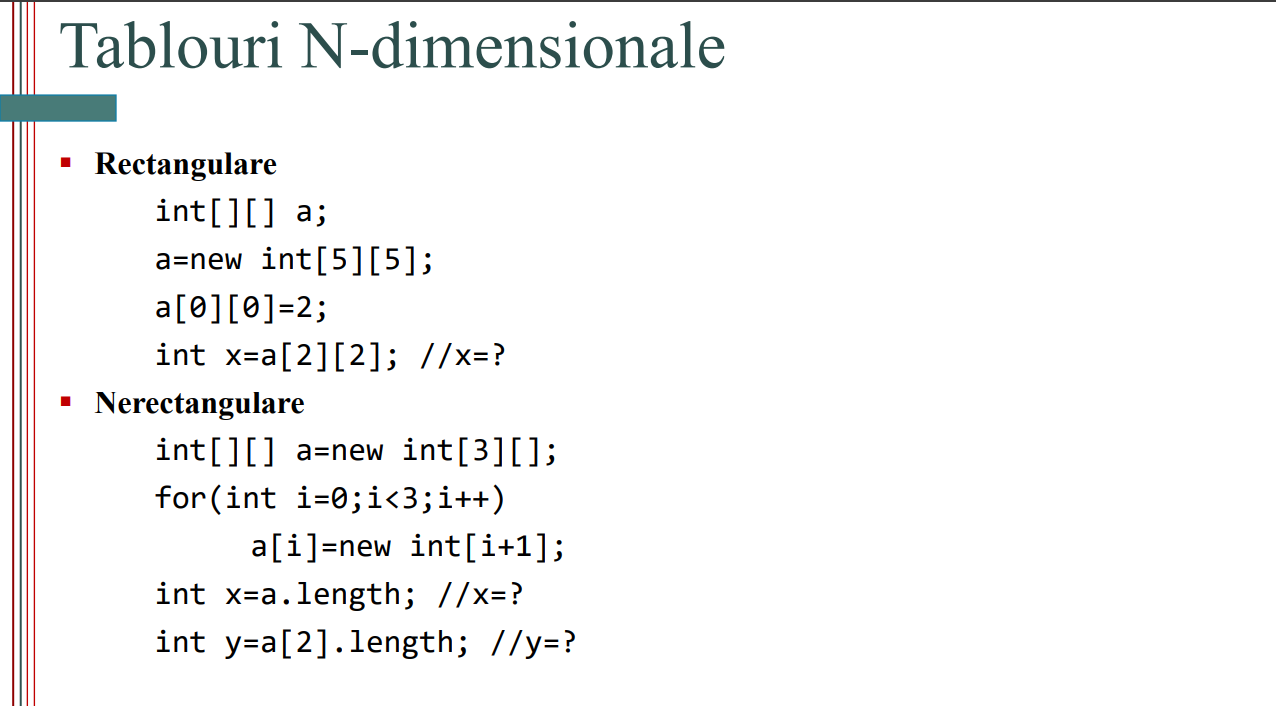 Tablouri N-dimensionale
▪ Rectangulare
int[][] a;
a=new int[5][5];
a[0][0]=2;
int x=a[2][2]; //x=?
▪ Nerectangulare
int[][] a=new int[3][];
for(int i=0;i<3;i++)
a[i]=new int[i+1];
int x=a.length; //x=?
int y=a[2].length; //y=?